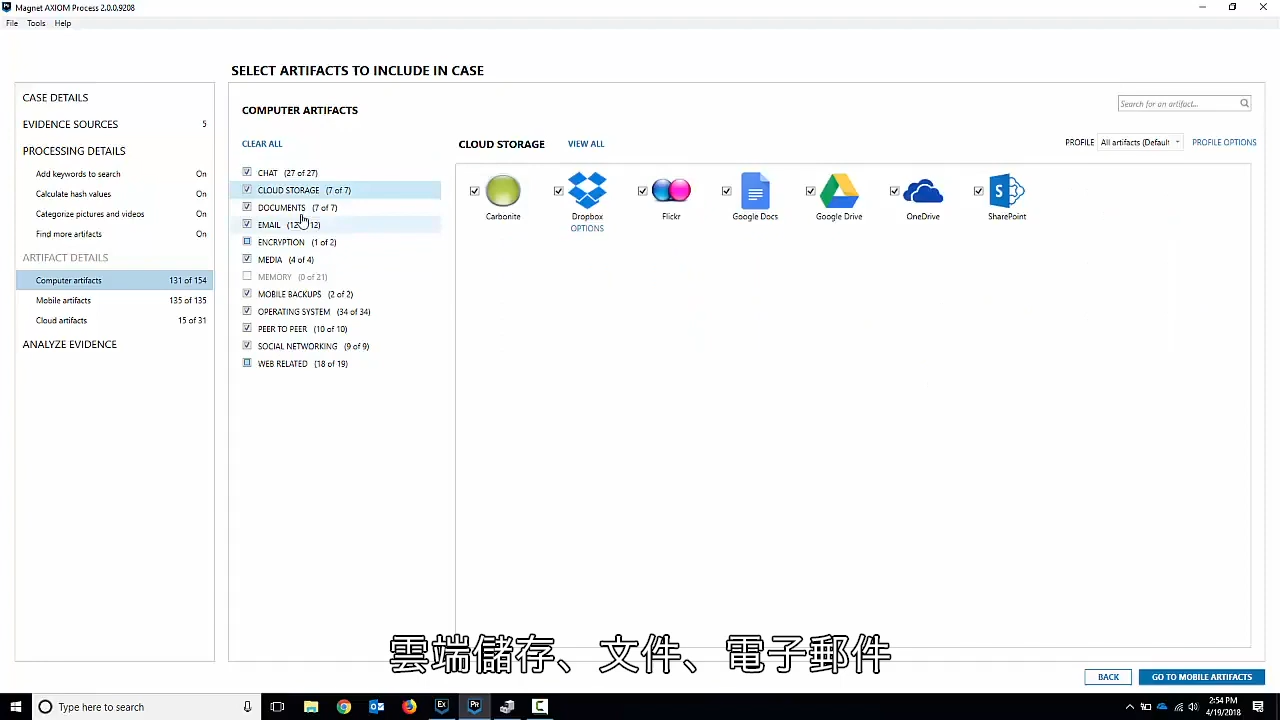 Magnet AXIOM Process 2.0.0.9208
File Tools Help
SELECT ARTIFACTS TO INCLUDE IN CASE
CASE DETAILS
EVIDENCE SOURCES 5
PROCESSING DETAILS
Add keywords to search On
Calculate hash values On
Categorize pictures and videos On
Find more artifacts On
ARTIFACT DETAILS
Computer artifacts 131 of 154
Mobile artifacts 135 of 135
Cloud artifacts 15 of 31
ANALYZE EVIDENCE
COMPUTER ARTIFACTS
Search for an artifact...
CLEAR ALL
CLOUD STORAGE VIEW ALL
PROFILE All artifacts (Default PROFILE OPTIONS
CHAT (27 of 27)
CLOUD STORAGE (7 of 7)
DOCUMENTS (7 of 7)
EMAIL 12)
ENCRYPTION (1 of 2)
MEDIA (4 of 4)
MEMORY (0 of 21)
MOBILE BACKUPS (2 of 2)
OPERATING SYSTEM (34 of 34)
PEER TO PEER (10 of 10)
SOCIAL NETWORKING (9 of 9)
WEB RELATED (18 of 19)
Carbonite
Dropbox
OPTIONS
Flickr
Google Docs
Google Drive
OneDrive
SharePoint
雲端儲存、文件、電子郵件
BACK GO TO MOBILE ARTIFACTS
Type here to search
2:54 PM
4/19/2018